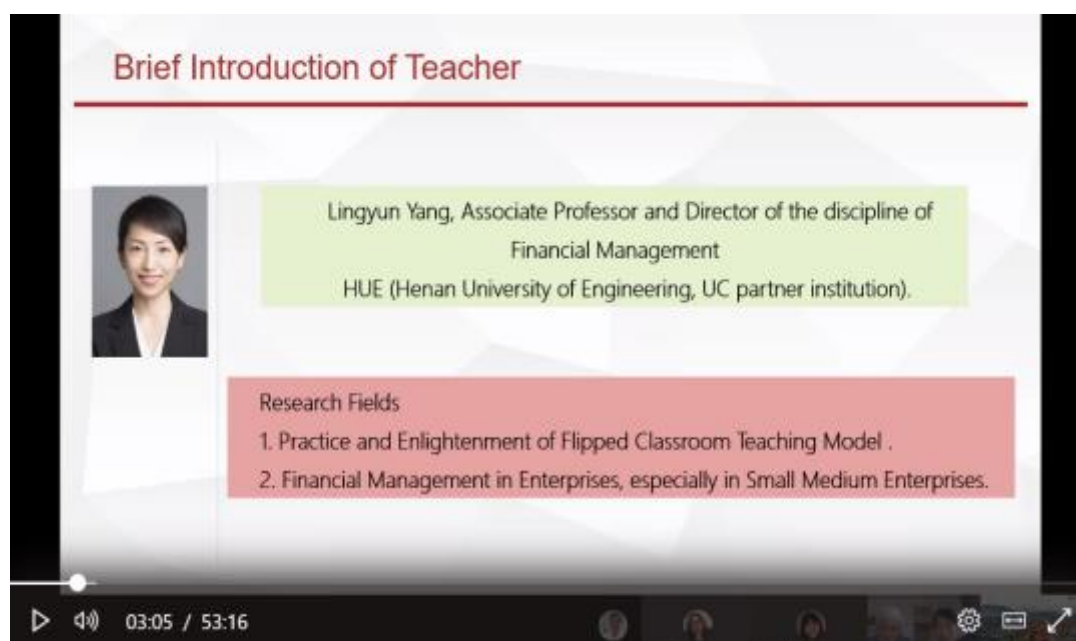 Brief Introduction of Teacher
Lingyun Yang, Associate Professor and Director of the discipline of
Financial Management
HUE (Henan University of Engineering, UC partner institution).
Research Fields
1. Practice and Enlightenment of Flipped Classroom Teaching Model .
2. Financial Management in Enterprises, especially in Small Medium Enterprises.
03:05 / 53:16